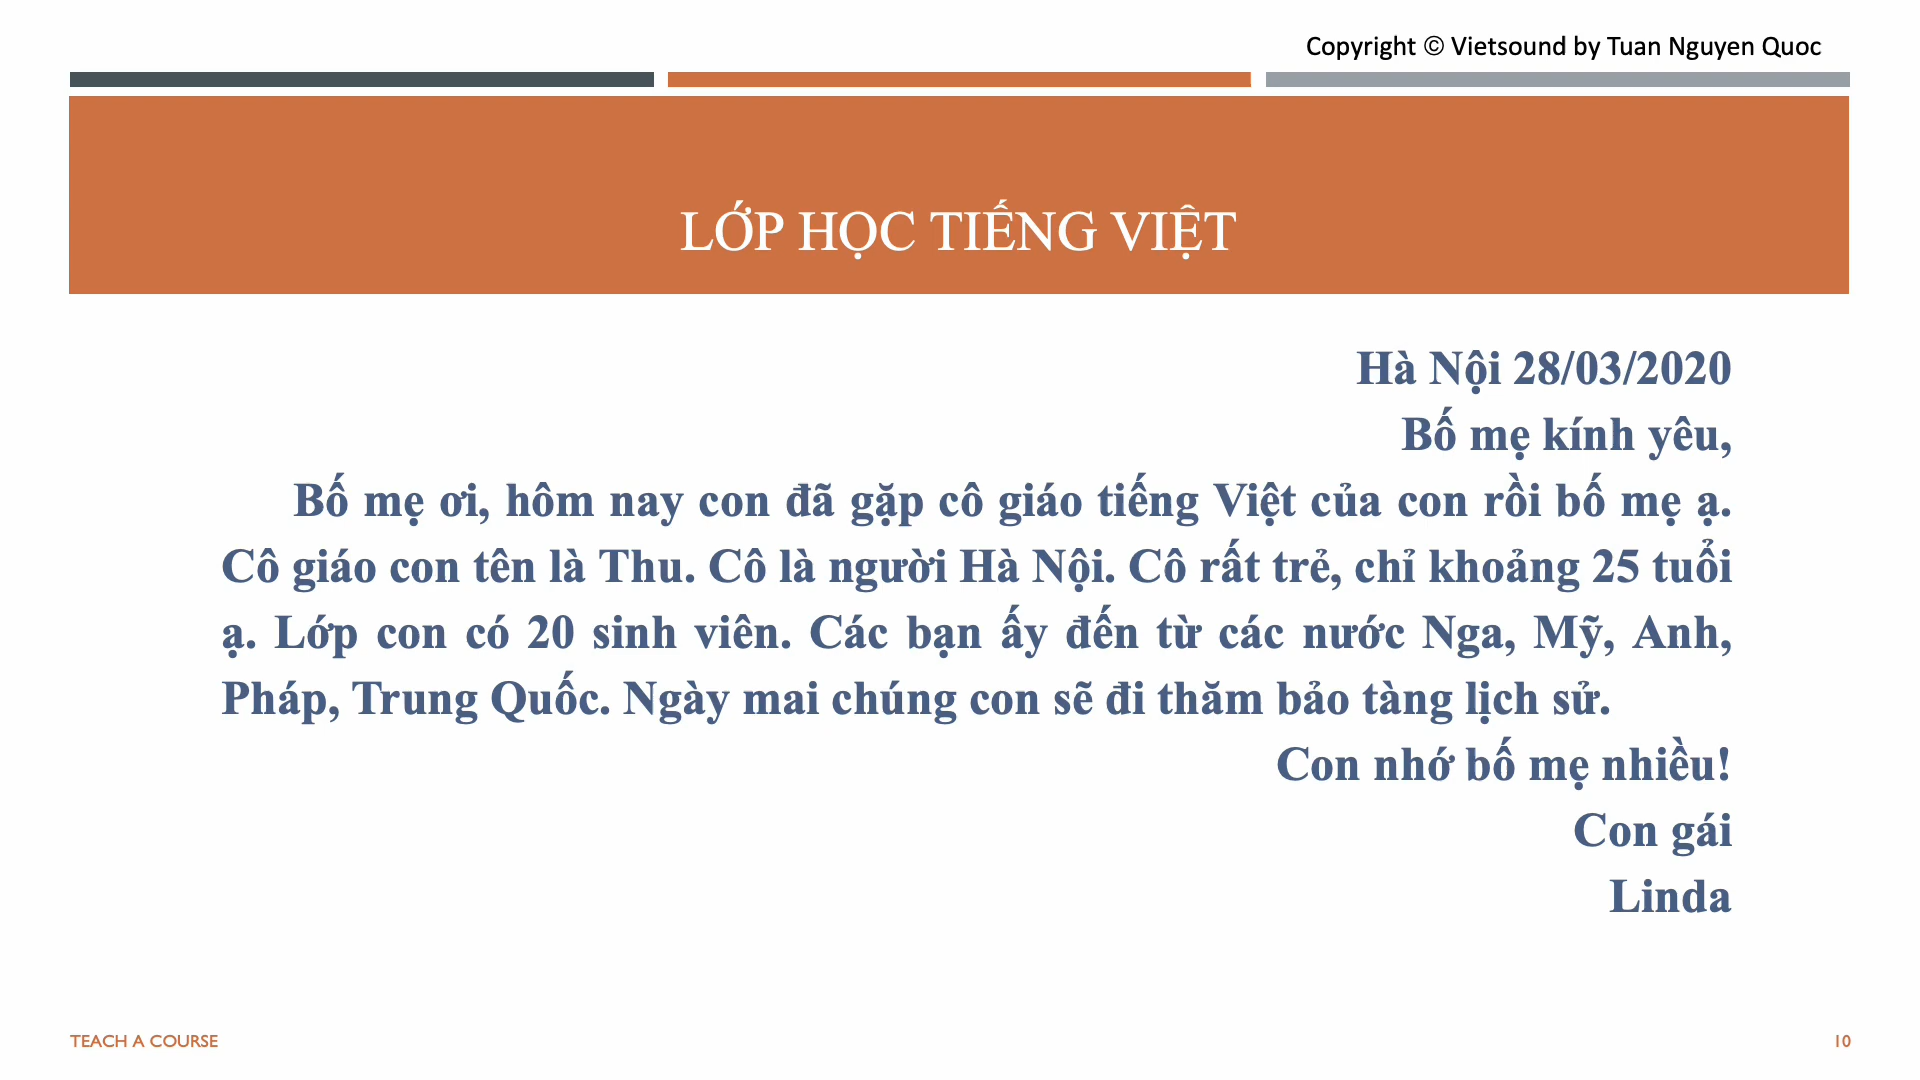 Copyright © Vietsound by Tuan Nguyen Quoc
LỚP HỌC TIẾNG VIỆT
Hà Nội 28/03/2020
Bố mẹ kính yêu,
Bố mẹ ơi, hôm nay con đã gặp cô giáo tiếng Việt của con rồi bố mẹ ạ.
Cô giáo con tên là Thu. Cô là người Hà Nội. Cô rất trẻ, chỉ khoảng 25 tuổi
ạ. Lớp con có 20 sinh viên. Các bạn ấy đến từ các nước Nga, Mỹ, Anh,
Pháp, Trung Quốc. Ngày mai chúng con sẽ đi thăm bảo tàng lịch sử.
Con nhớ bố mẹ nhiều!
Con gái
Linda
TEACH A COURSE
10